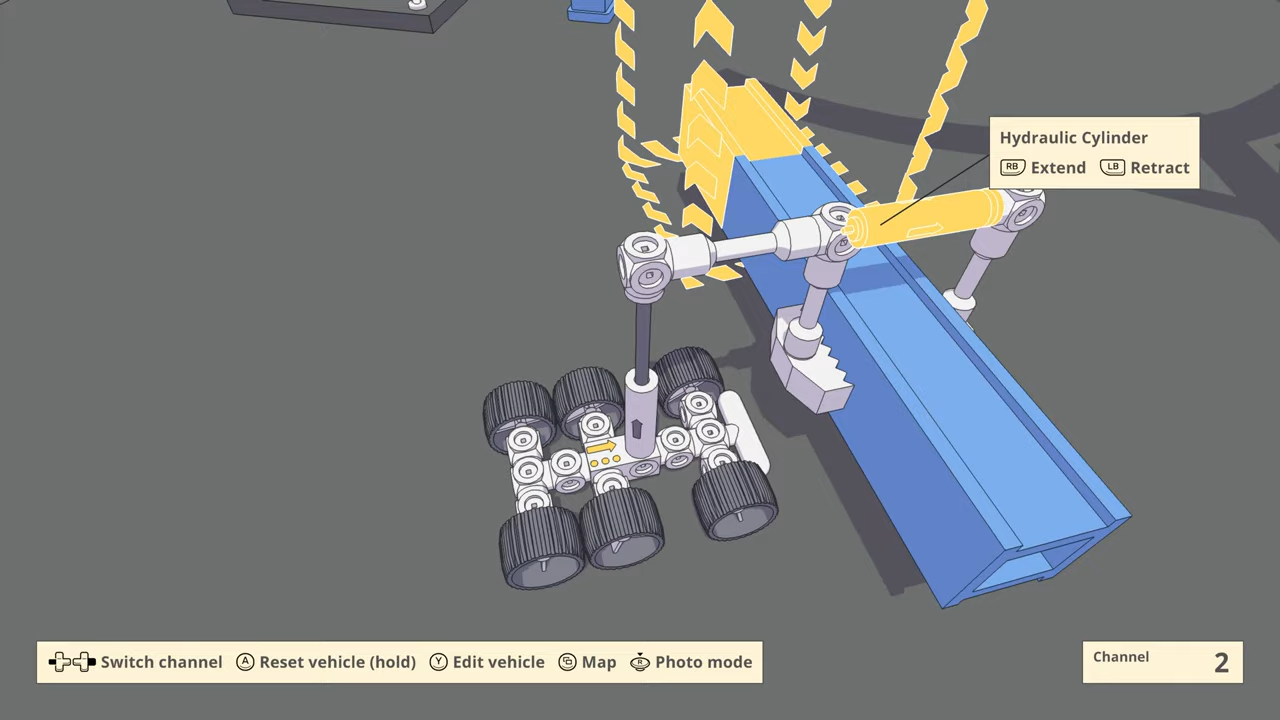 Hydraulic Cylinder
RB Extend LB Retract
Switch channel A Reset vehicle (hold) Y Edit vehicle Map R Photo mode
Channel 2